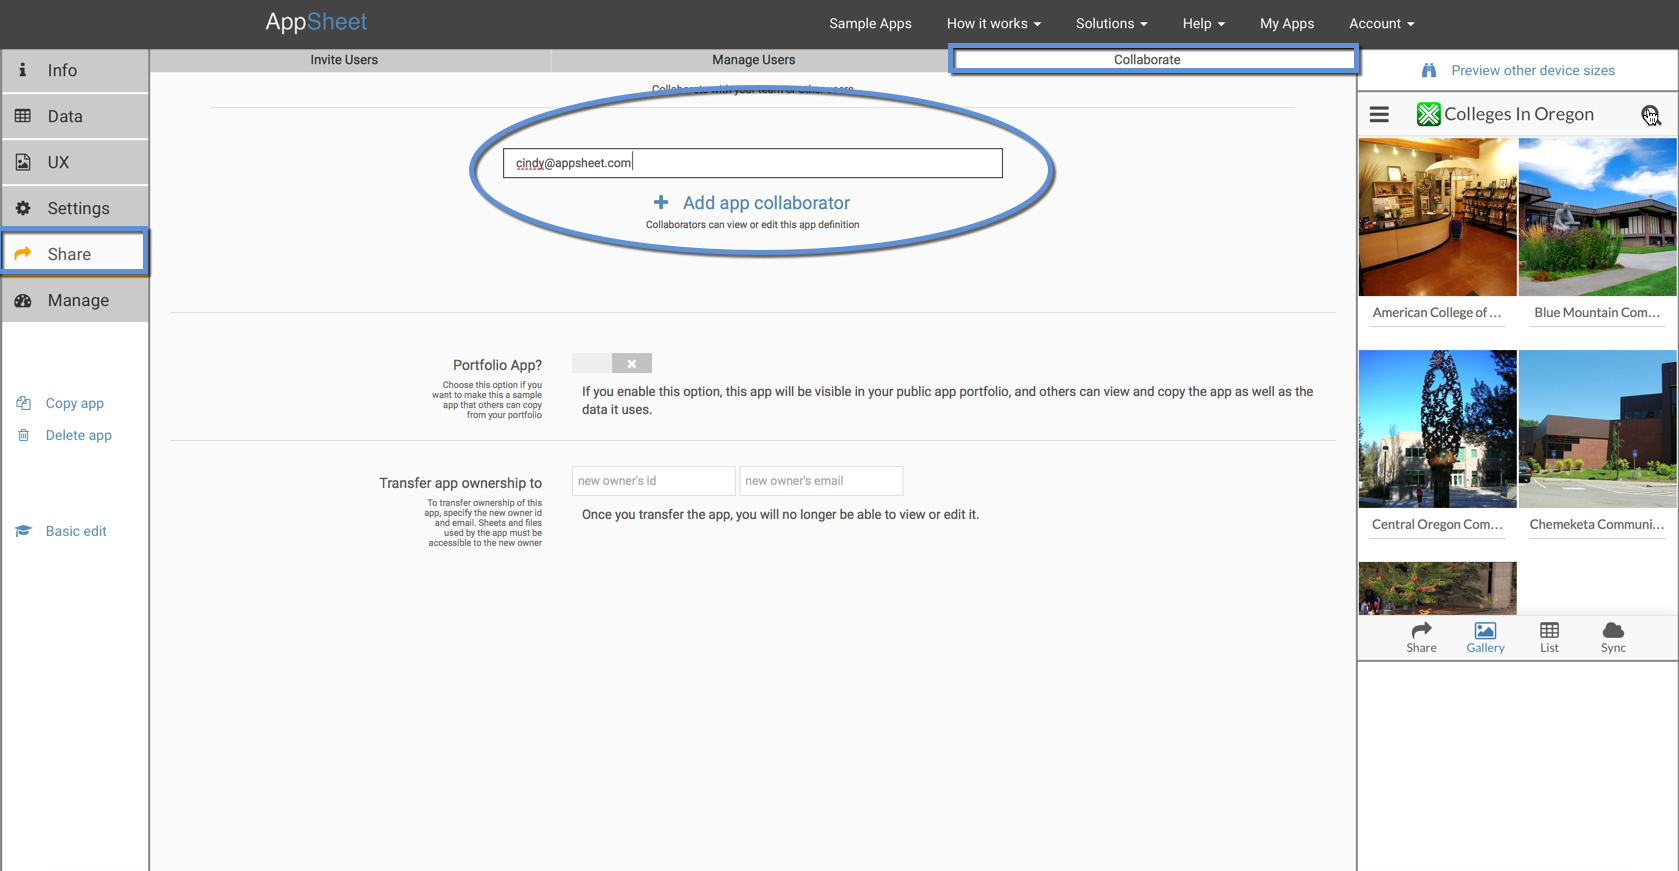 AppSheet
Sample Apps
How it works
Solutions
Help
My Apps
Account
Info
Data
UX
Settings
Share
Manage
Copy app
Delete app
Basic edit
Invite Users
Manage Users
Collaborate
Collaborate with your team or other users
cindy@appsheet.com
Add app collaborator
Collaborators can view or edit this app definition
Portfolio App?
Choose this option if you
want to make this a sample
app that others can copy
from your portfolio
If you enable this option, this app will be visible in your public app portfolio, and others can view and copy the app as well as the
data it uses.
Transfer app ownership to
To transfer ownership of this
app, specify the new owner id
and email. Sheets and files
used by the app must be
accessible to the new owner
new owner's id
new owner's email
Once you transfer the app, you will no longer be able to view or edit it.
Preview other device sizes
Colleges In Oregon
American College of ...
Blue Mountain Com...
Central Oregon Com...
Chemeketa Communi...
Share
Gallery
List
Sync